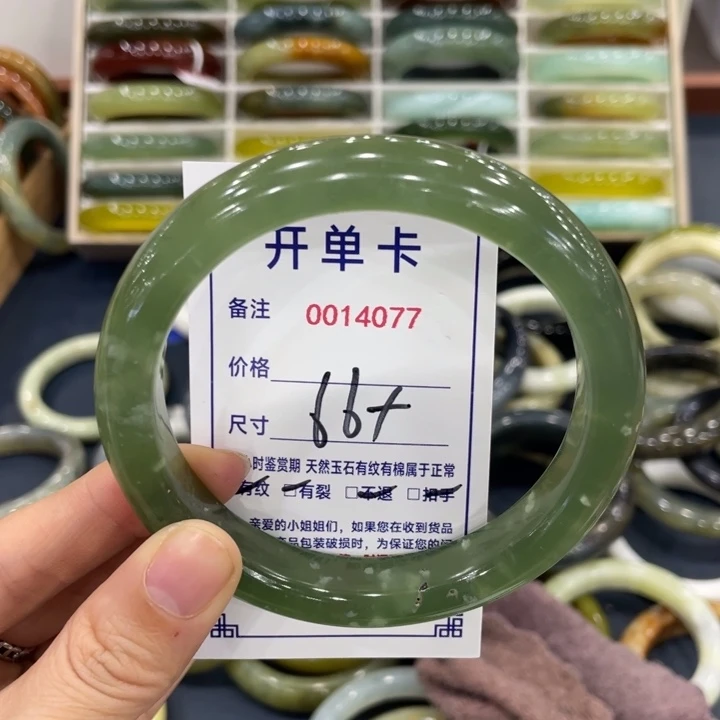 开单卡
备注 0014077
价格
尺寸 66+
时鉴赏期 天然玉石有纹有棉属于正常
有纹 □有裂 □不退 □扣手
亲爱的小姐姐们,如果您在收到货品
产品包装破损时,为保证您的